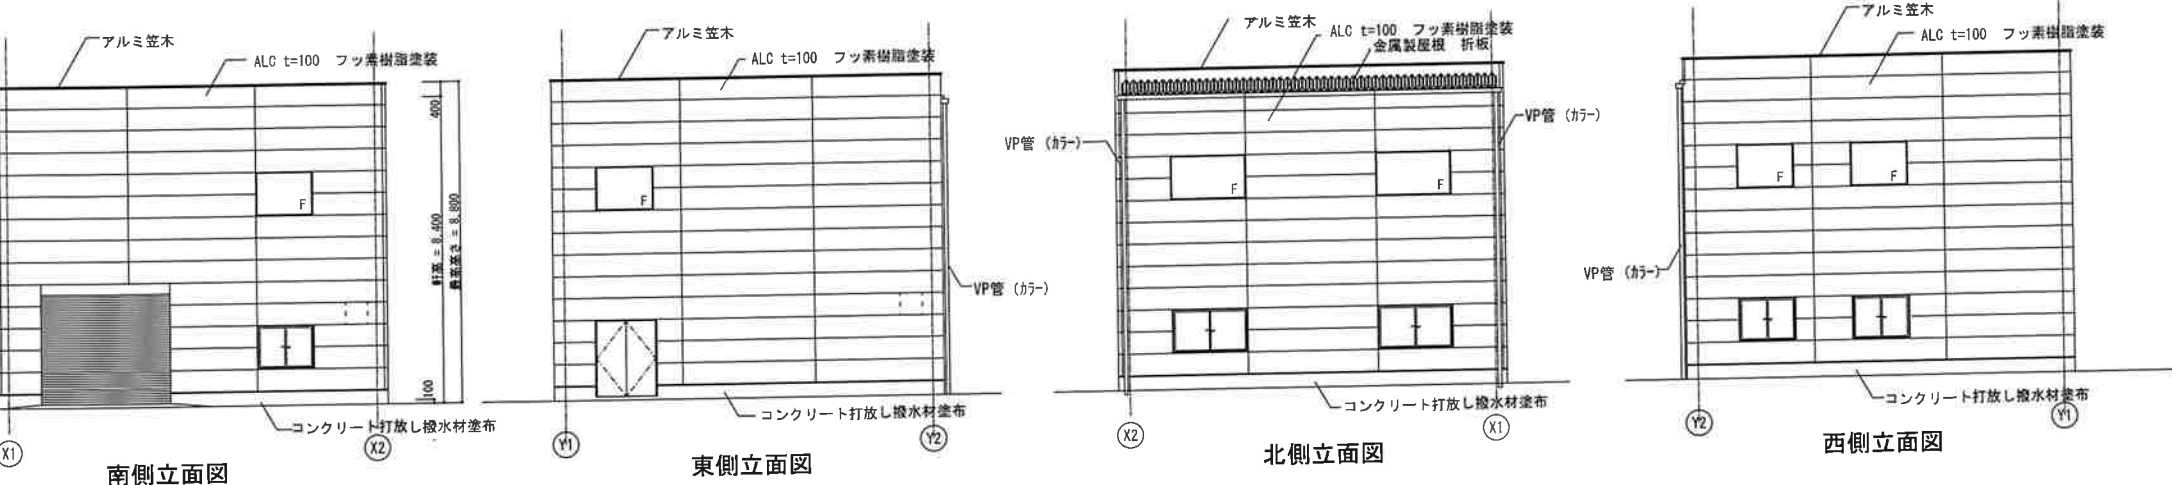 アルミ笠木
ALC t=100 フッ素樹脂塗装
400
軒高 = 8,400
最高高さ = 8,800
100
F
コンクリート打放し撥水材塗布
X1
X2
南側立面図
アルミ笠木
ALC t=100 フッ素樹脂塗装
F
VP管 (カラー)
コンクリート打放し撥水材塗布
Y1
Y2
東側立面図
アルミ笠木
ALC t=100 フッ素樹脂塗装
金属製屋根 折板
VP管 (カラー)
VP管 (カラー)
F
F
コンクリート打放し撥水材塗布
X2
X1
北側立面図
アルミ笠木
ALC t=100 フッ素樹脂塗装
F
F
VP管 (カラー)
コンクリート打放し撥水材塗布
Y2
Y1
西側立面図